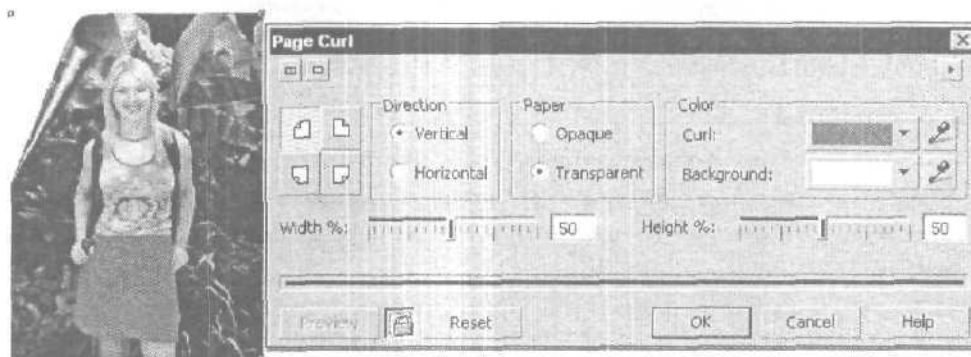 Page Curl
Direction Paper Color
Vertical Opaque Curl:
Horizontal Transparent Background:
Width %: 50 Height %: 50
Preview Reset OK Cancel Help